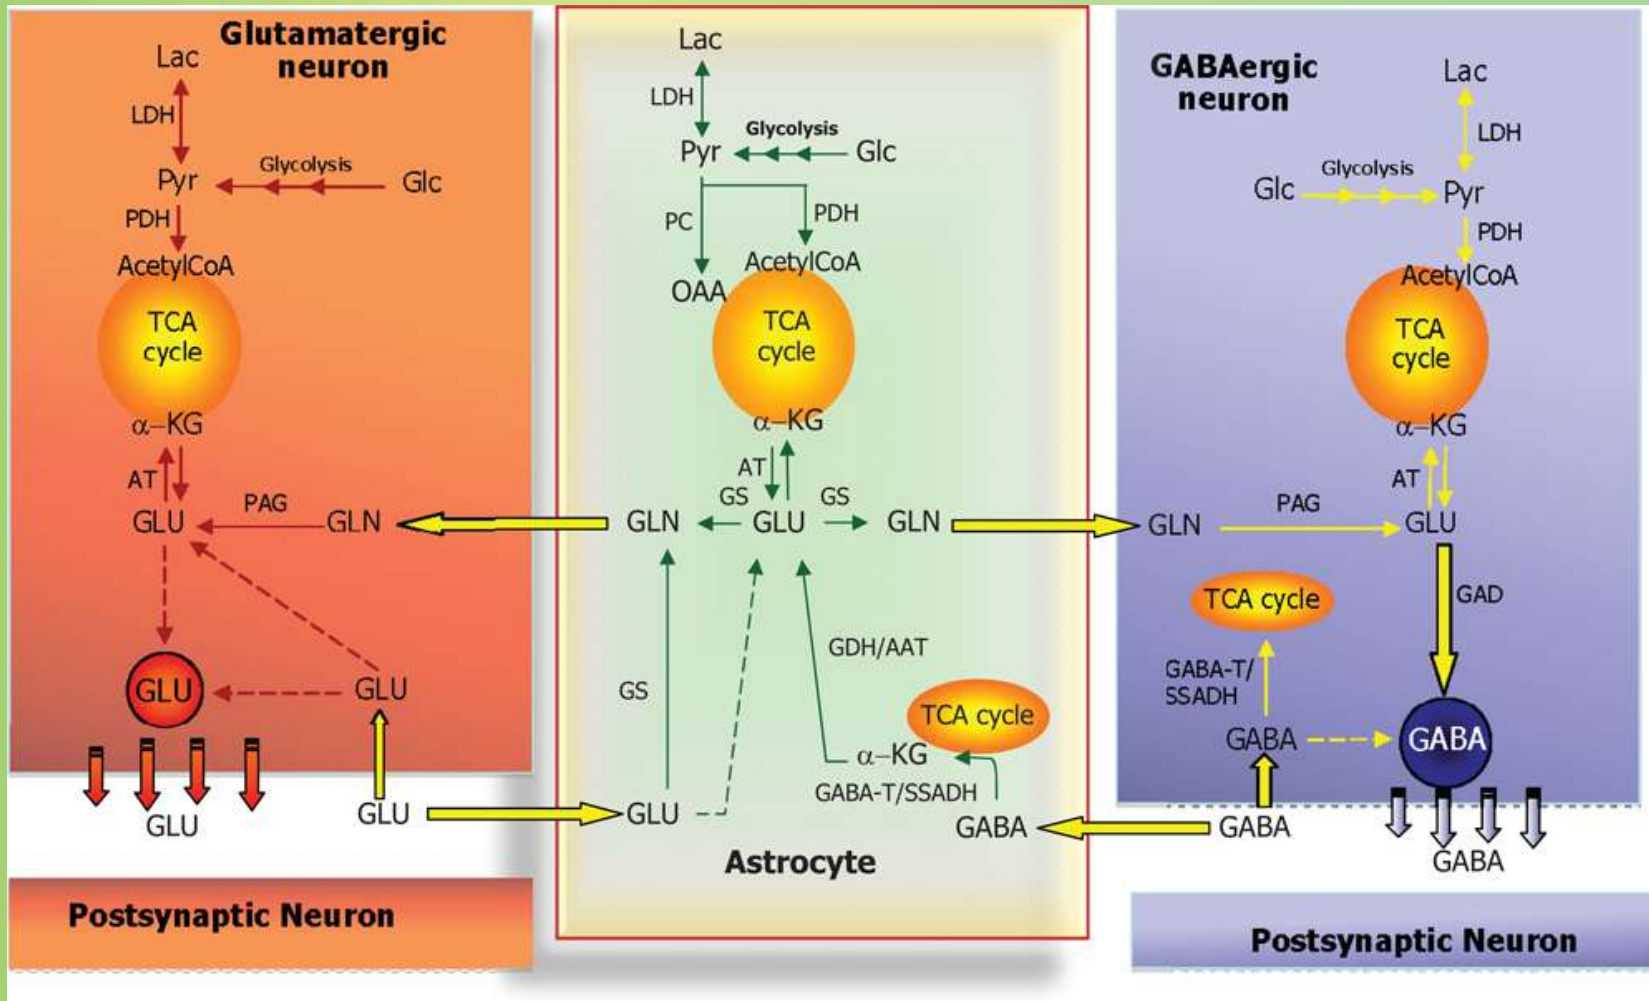 Glutamatergic
neuron
Lac
LDH
Glycolysis
Pyr
Glc
PDH
AcetylCoA
TCA
cycle
α–KG
AT
PAG
GLU
GLN
GLU
GLU
GLU
GLU
Postsynaptic Neuron
Lac
LDH
Glycolysis
Pyr
Glc
PC
PDH
AcetylCoA
OAA
TCA
cycle
α–KG
AT
GS
GS
GLN
GLU
GLN
GDH/AAT
GS
TCA cycle
α–KG
GABA-T/SSADH
GLU
GABA
Astrocyte
GABAergic
neuron
Lac
LDH
Glycolysis
Glc
Pyr
PDH
AcetylCoA
TCA
cycle
α–KG
AT
PAG
GLN
GLU
TCA cycle
GAD
GABA-T/
SSADH
GABA
GABA
GABA
GABA
Postsynaptic Neuron